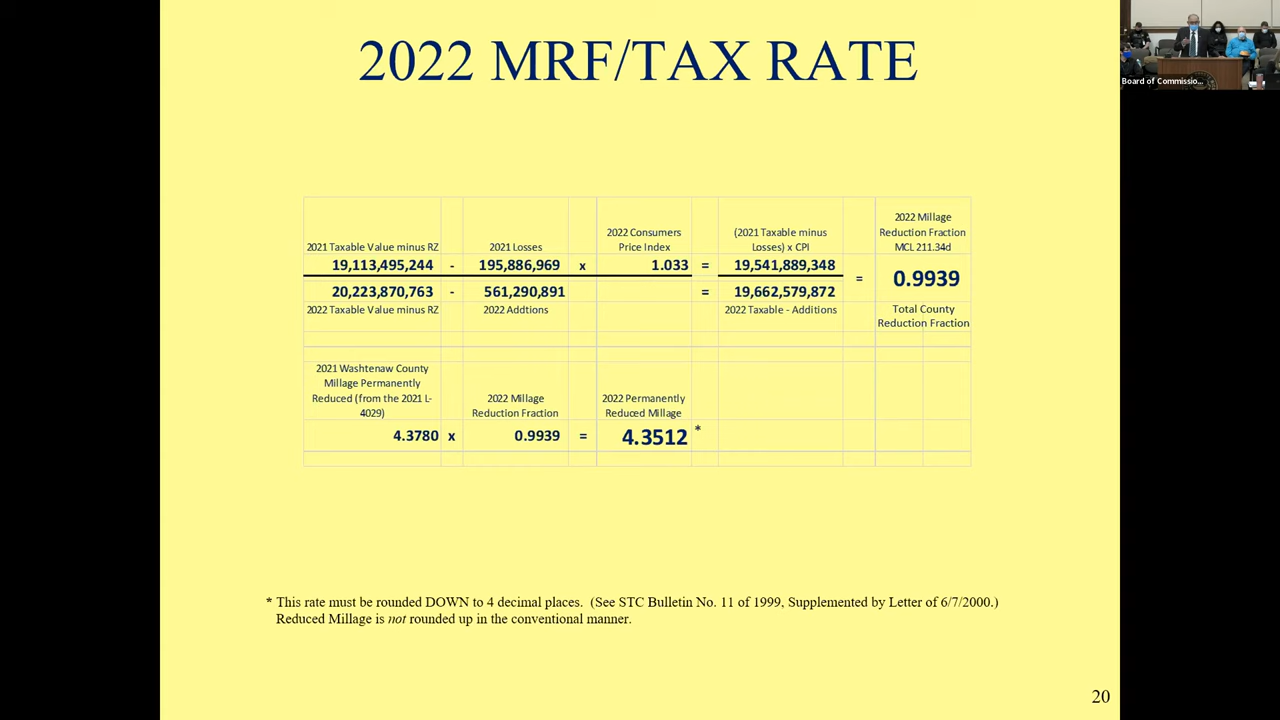 2022 MRF/TAX RATE
Board of Commissio...
2021 Taxable Value minus RZ 2021 Losses 2022 Consumers Price Index (2021 Taxable minus Losses) x CPI 2022 Millage Reduction Fraction MCL 211.34d
19,113,495,244 - 195,886,969 x 1.033 = 19,541,889,348
= 0.9939
20,223,870,763 - 561,290,891 = 19,662,579,872
2022 Taxable Value minus RZ 2022 Addtions 2022 Taxable - Additions Total County Reduction Fraction
2021 Washtenaw County Millage Permanently Reduced (from the 2021 L-4029) 2022 Millage Reduction Fraction 2022 Permanently Reduced Millage
4.3780 x 0.9939 = 4.3512 *
* This rate must be rounded DOWN to 4 decimal places. (See STC Bulletin No. 11 of 1999, Supplemented by Letter of 6/7/2000.)
Reduced Millage is not rounded up in the conventional manner.
20